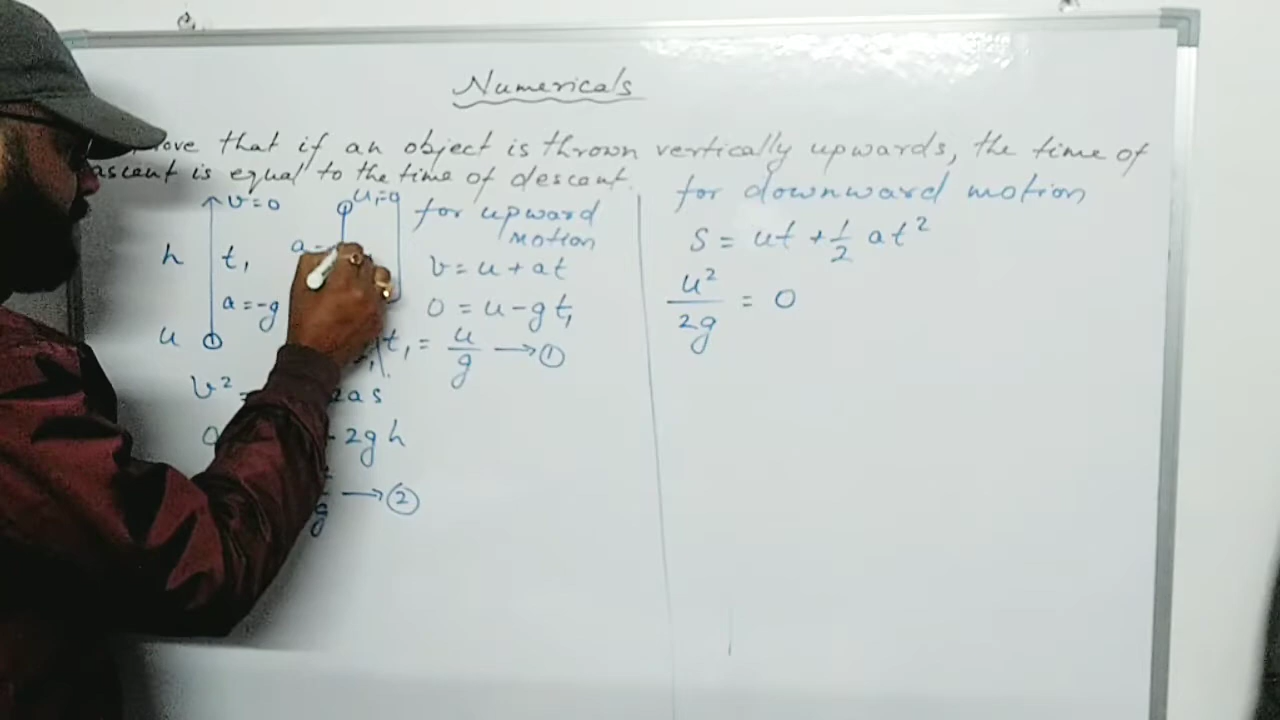 Numericals
that if an object is thrown vertically upwards, the time of
ascent is equal to the time of descent.
v=0
h t₁
a=-g
u
u₁=0
a
for upward
motion
v = u + at
0 = u - gt₁
t₁ = u/g → ①
v² = 2as
0 - 2gh
g → ②
for downward motion
S = ut + 1/2 at²
u²/2g = 0